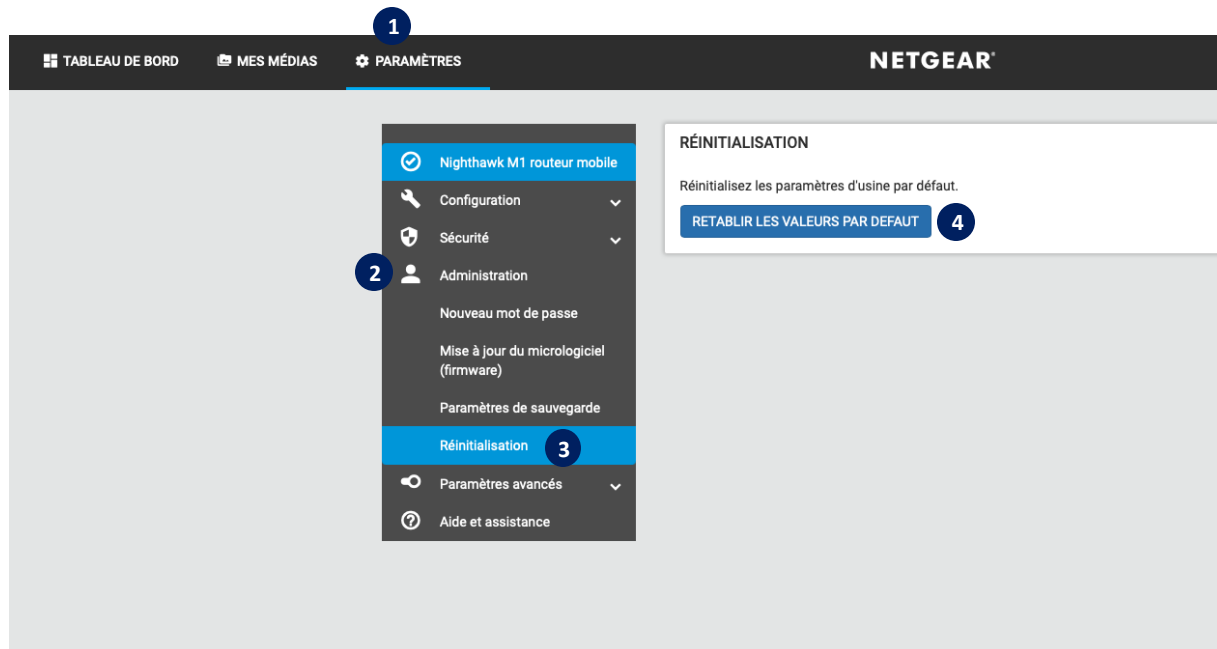 1
TABLEAU DE BORD
MES MÉDIAS
PARAMÈTRES
NETGEAR®
Nighthawk M1 routeur mobile
Configuration
Sécurité
2
Administration
Nouveau mot de passe
Mise à jour du micrologiciel
(firmware)
Paramètres de sauvegarde
Réinitialisation
3
Paramètres avancés
Aide et assistance
RÉINITIALISATION
Réinitialisez les paramètres d'usine par défaut.
RETABLIR LES VALEURS PAR DEFAUT
4